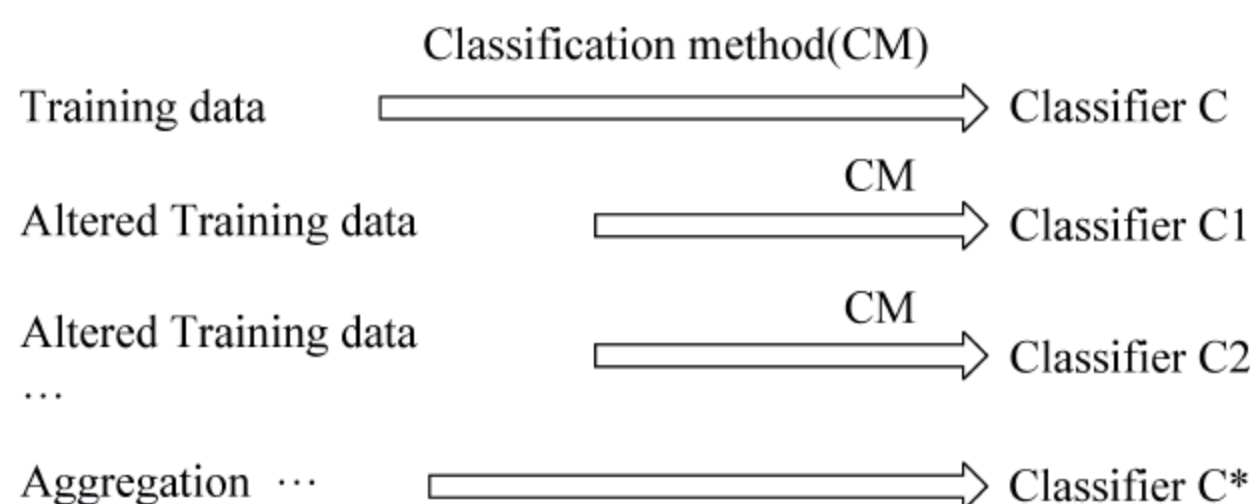 Classification method(CM)
Training data Classifier C
CM
Altered Training data Classifier C1
CM
Altered Training data Classifier C2
…
Aggregation … Classifier C*